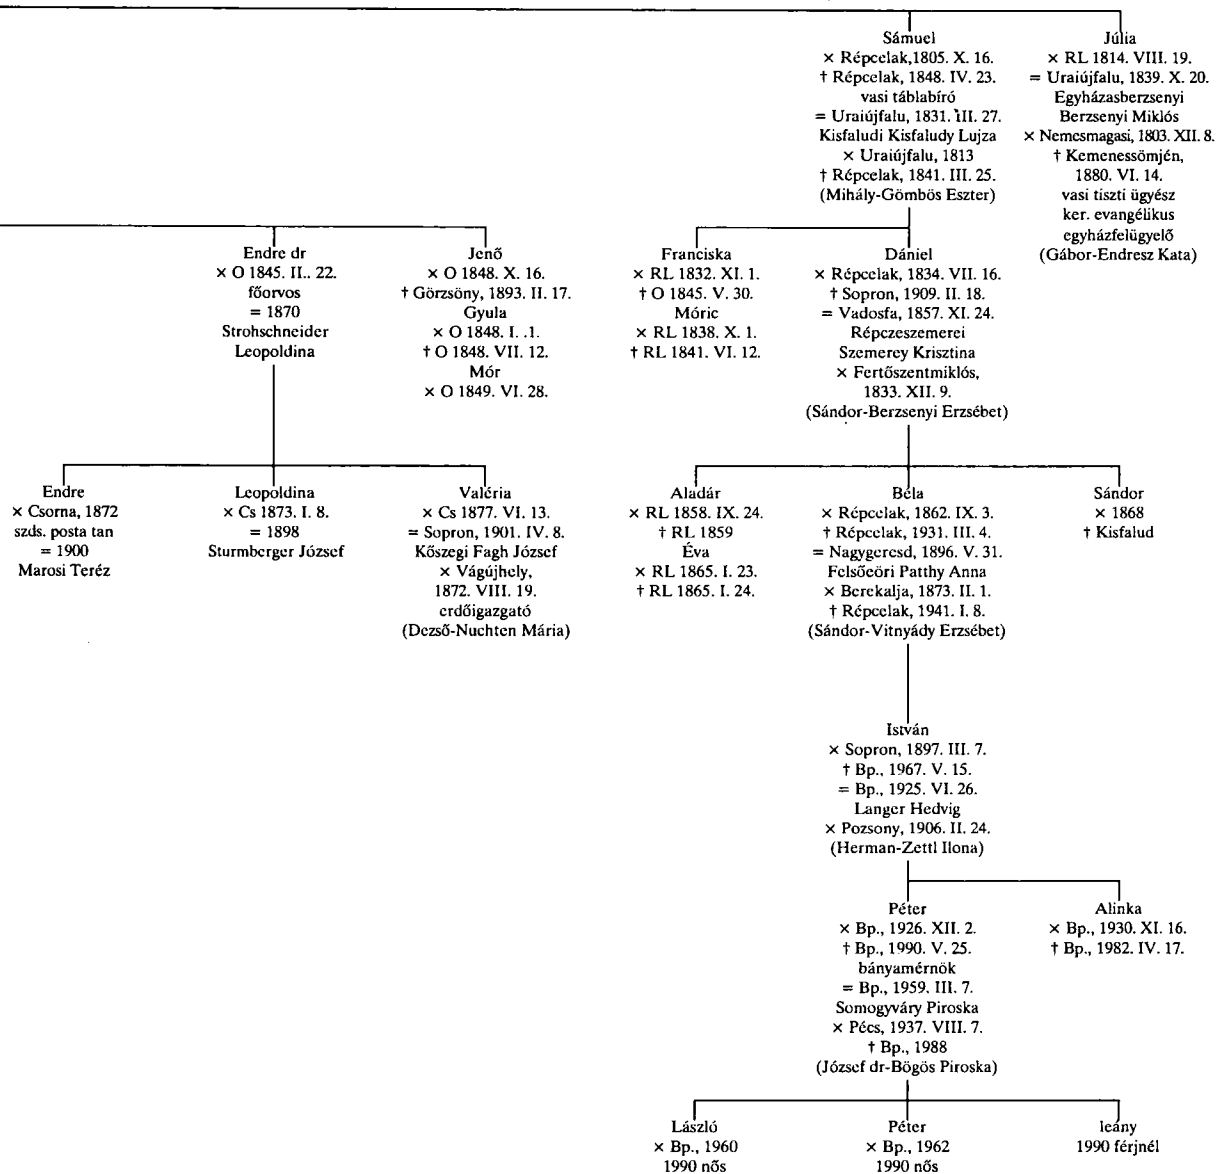 Sámuel
× Répcelak,1805. X. 16.
† Répcelak, 1848. IV. 23.
vasi táblabíró
= Uraiújfalu, 1831. III. 27.
Kisfaludi Kisfaludy Lujza
× Uraiújfalu, 1813
† Répcelak, 1841. III. 25.
(Mihály-Gömbös Eszter)
Júlia
× RL 1814. VIII. 19.
= Uraiújfalu, 1839. X. 20.
Egyházasberzsenyi
Berzsenyi Miklós
× Nemesmagasi, 1803. XII. 8.
† Kemenessömjén,
1880. VI. 14.
vasi tiszti ügyész
ker. evangélikus
egyházfelügyelő
(Gábor-Endresz Kata)
Endre dr
× O 1845. II.. 22.
főorvos
= 1870
Strohschneider
Leopoldina
Jenő
× O 1848. X. 16.
† Görzsöny, 1893. II. 17.
Gyula
× O 1848. I. .1.
† O 1848. VII. 12.
Mór
× O 1849. VI. 28.
Franciska
× RL 1832. XI. 1.
† O 1845. V. 30.
Móric
× RL 1838. X. 1.
† RL 1841. VI. 12.
Dániel
× Répcelak, 1834. VII. 16.
† Sopron, 1909. II. 18.
= Vadosfa, 1857. XI. 24.
Répczeszemerei
Szemerey Krisztina
× Fertőszentmiklós,
1833. XII. 9.
(Sándor-Berzsenyi Erzsébet)
Endre
× Csorna, 1872
szds. posta tan
= 1900
Marosi Teréz
Leopoldina
× Cs 1873. I. 8.
= 1898
Sturmberger József
Valéria
× Cs 1877. VI. 13.
= Sopron, 1901. IV. 8.
Kőszegi Fagh József
× Vágújhely,
1872. VIII. 19.
erdőigazgató
(Dezső-Nuchten Mária)
Aladár
× RL 1858. IX. 24.
† RL 1859
Éva
× RL 1865. I. 23.
† RL 1865. I. 24.
Béla
× Répcelak, 1862. IX. 3.
† Répcelak, 1931. III. 4.
= Nagygeresd, 1896. V. 31.
Felsőeöri Patthy Anna
× Berekalja, 1873. II. 1.
† Répcelak, 1941. I. 8.
(Sándor-Vitnyády Erzsébet)
Sándor
× 1868
† Kisfalud
István
× Sopron, 1897. III. 7.
† Bp., 1967. V. 15.
= Bp., 1925. VI. 26.
Langer Hedvig
× Pozsony, 1906. II. 24.
(Herman-Zettl Ilona)
Péter
× Bp., 1926. XII. 2.
† Bp., 1990. V. 25.
bányamérnök
= Bp., 1959. III. 7.
Somogyváry Piroska
× Pécs, 1937. VIII. 7.
† Bp., 1988
(József dr-Bögös Piroska)
Alinka
× Bp., 1930. XI. 16.
† Bp., 1982. IV. 17.
László
× Bp., 1960
1990 nős
Péter
× Bp., 1962
1990 nős
leány
1990 férjnél